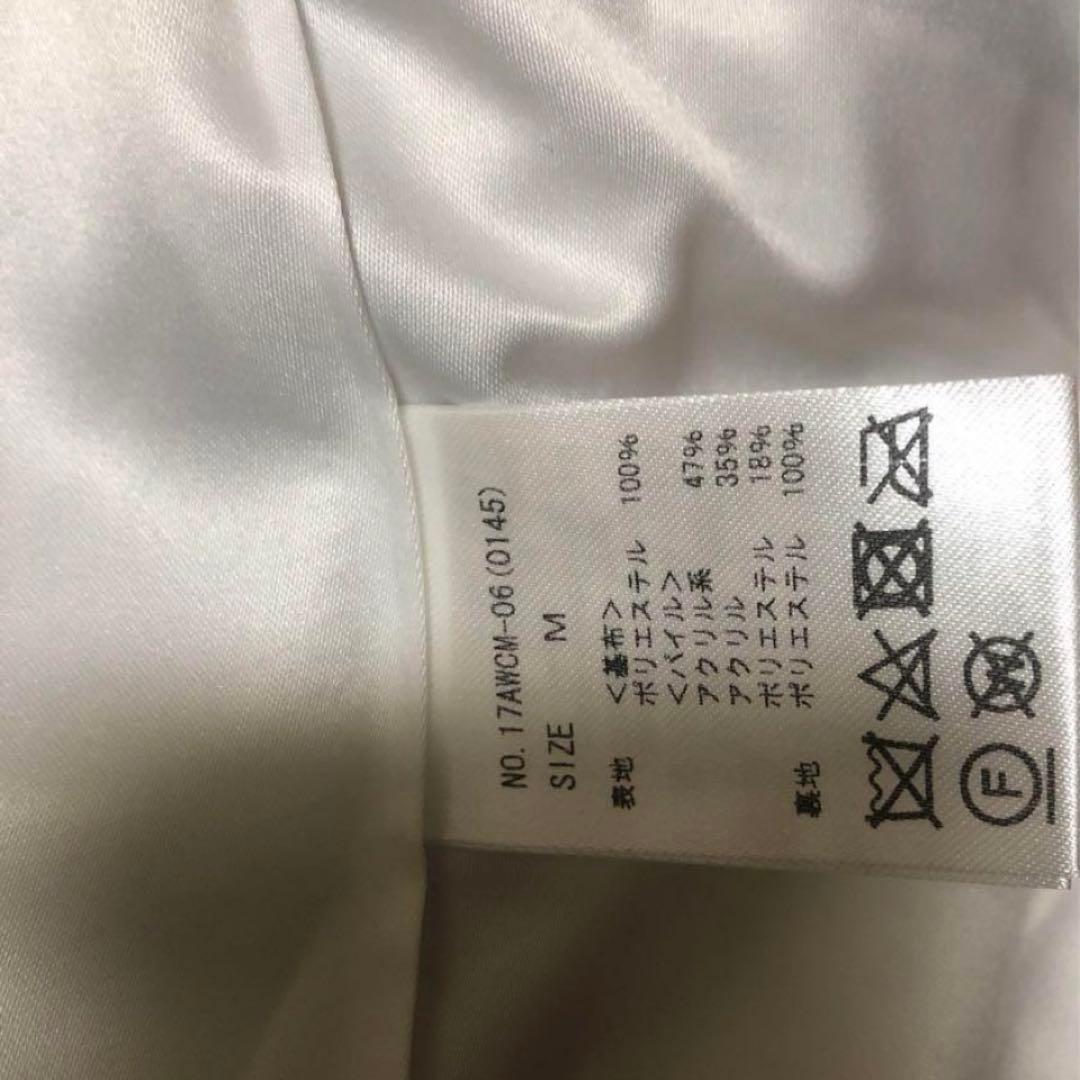 NO. 17AWCM-06(0145)
SIZE M
表地 <基布>
ポリエステル 100%
<パイル>
アクリル系 47%
アクリル 35%
ポリエステル 18%
裏地 ポリエステル 100%
F
W